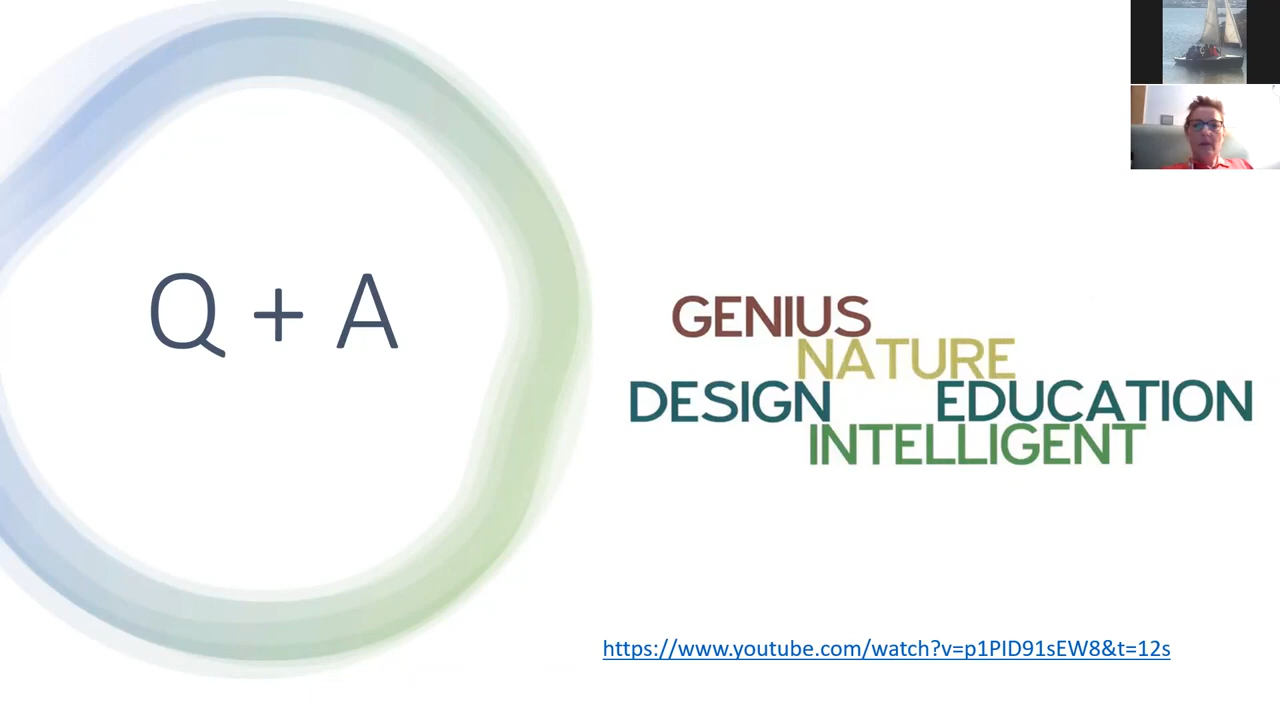 Q + A
GENIUS
NATURE
DESIGN EDUCATION
INTELLIGENT
https://www.youtube.com/watch?v=p1PID91sEW8&t=12s